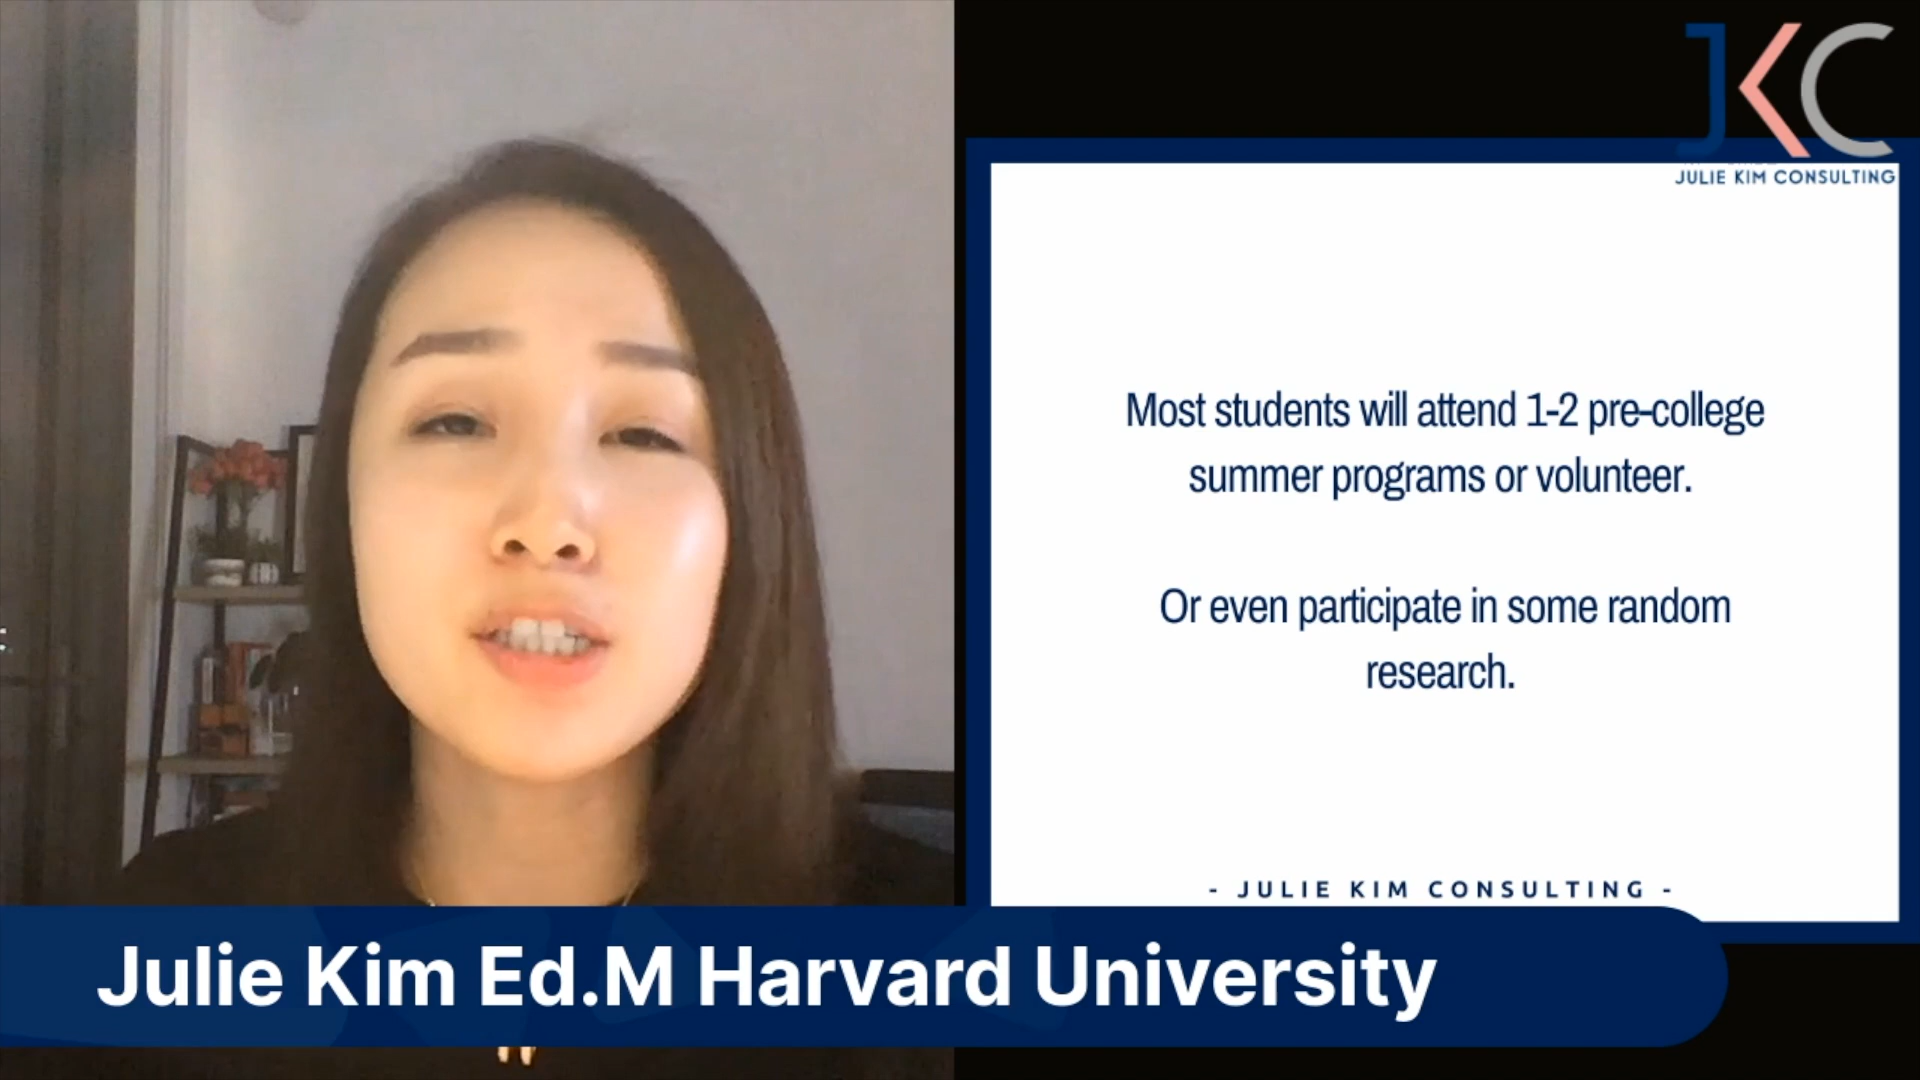 JKC
JULIE KIM CONSULTING
Most students will attend 1-2 pre-college
summer programs or volunteer.
Or even participate in some random
research.
- JULIE KIM CONSULTING -
Julie Kim Ed.M Harvard University